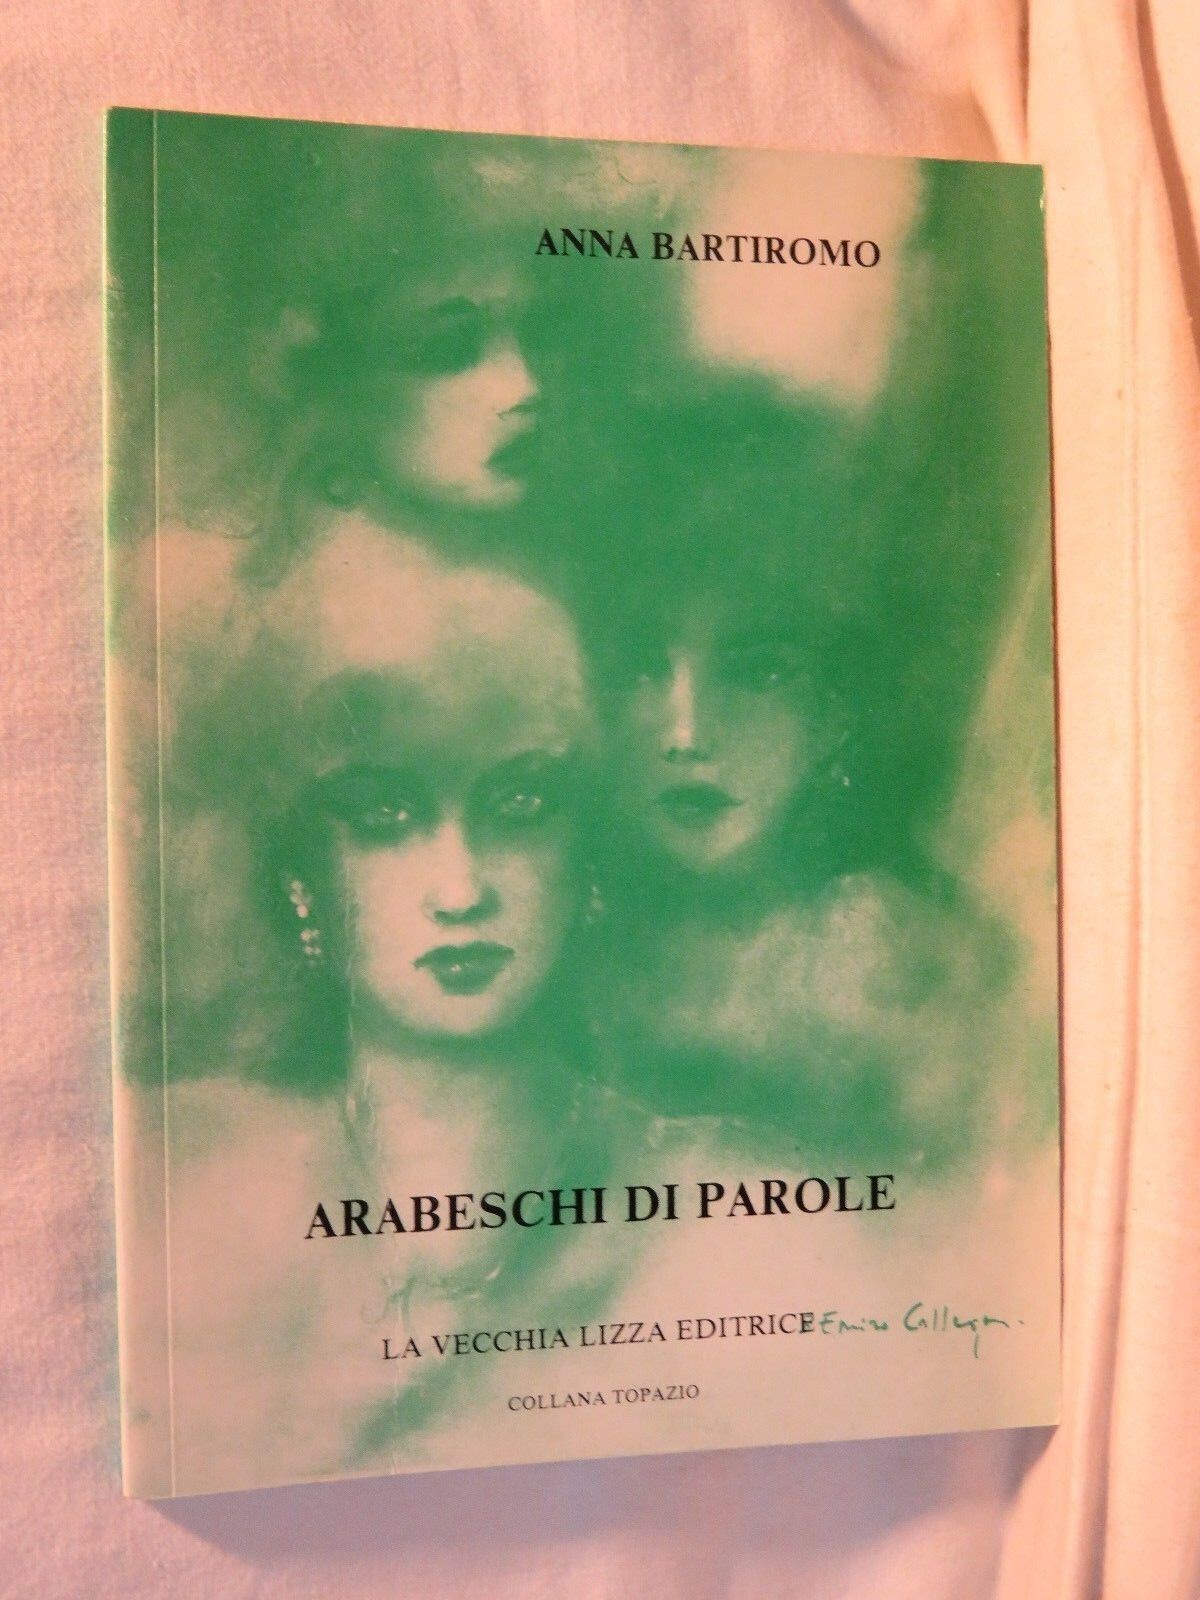 ANNA BARTIROMO
ARABESCHI DI PAROLE
LA VECCHIA LIZZA EDITRICE
COLLANA TOPAZIO